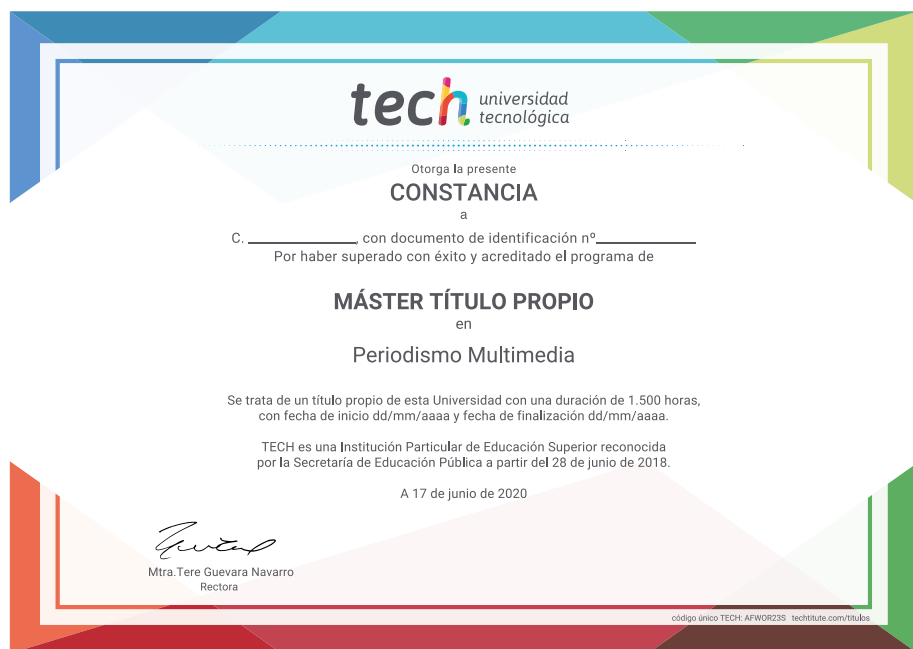 tech universidad
tecnológica
Otorga la presente
CONSTANCIA
a
C. ____________, con documento de identificación nº___________
Por haber superado con éxito y acreditado el programa de
MÁSTER TÍTULO PROPIO
en
Periodismo Multimedia
Se trata de un título propio de esta Universidad con una duración de 1.500 horas,
con fecha de inicio dd/mm/aaaa y fecha de finalización dd/mm/aaaa.
TECH es una Institución Particular de Educación Superior reconocida
por la Secretaría de Educación Pública a partir del 28 de junio de 2018.
A 17 de junio de 2020
Mtra.Tere Guevara Navarro
Rectora
código único TECH: AFWOR23S techtitute.com/titulos